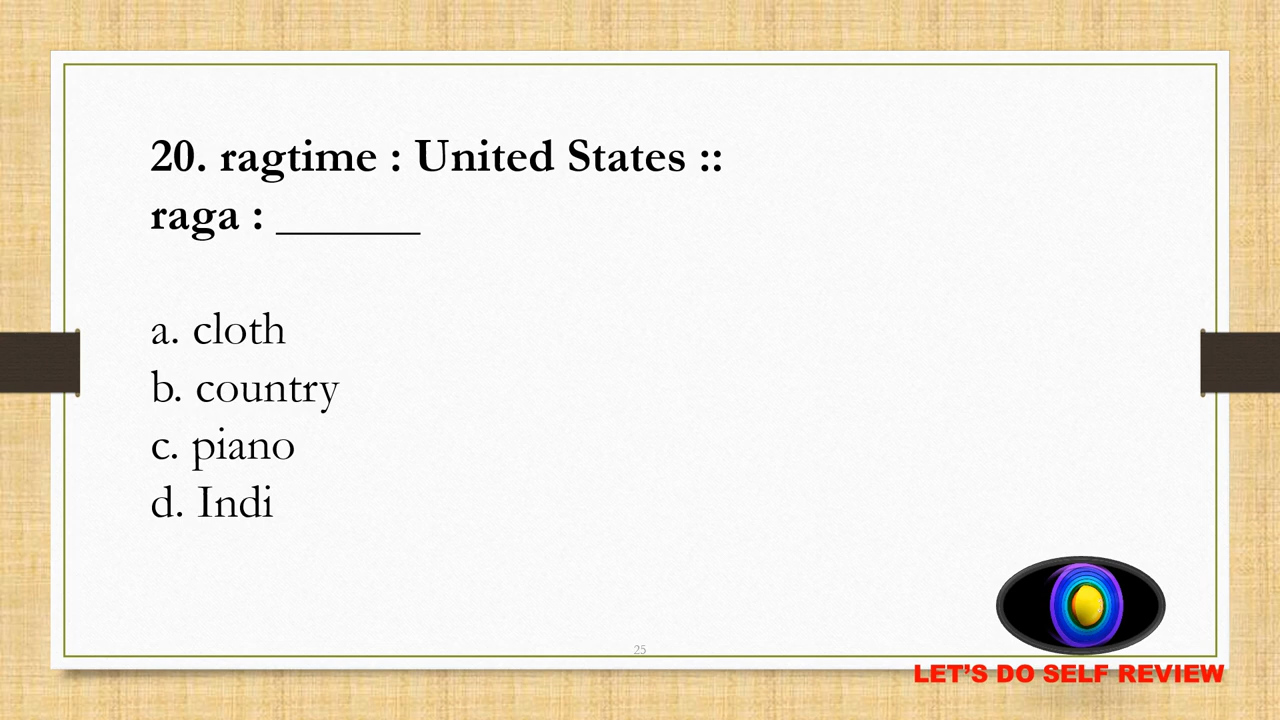 20. ragtime : United States ::
raga : ______
a. cloth
b. country
c. piano
d. Indi
25
LET'S DO SELF REVIEW